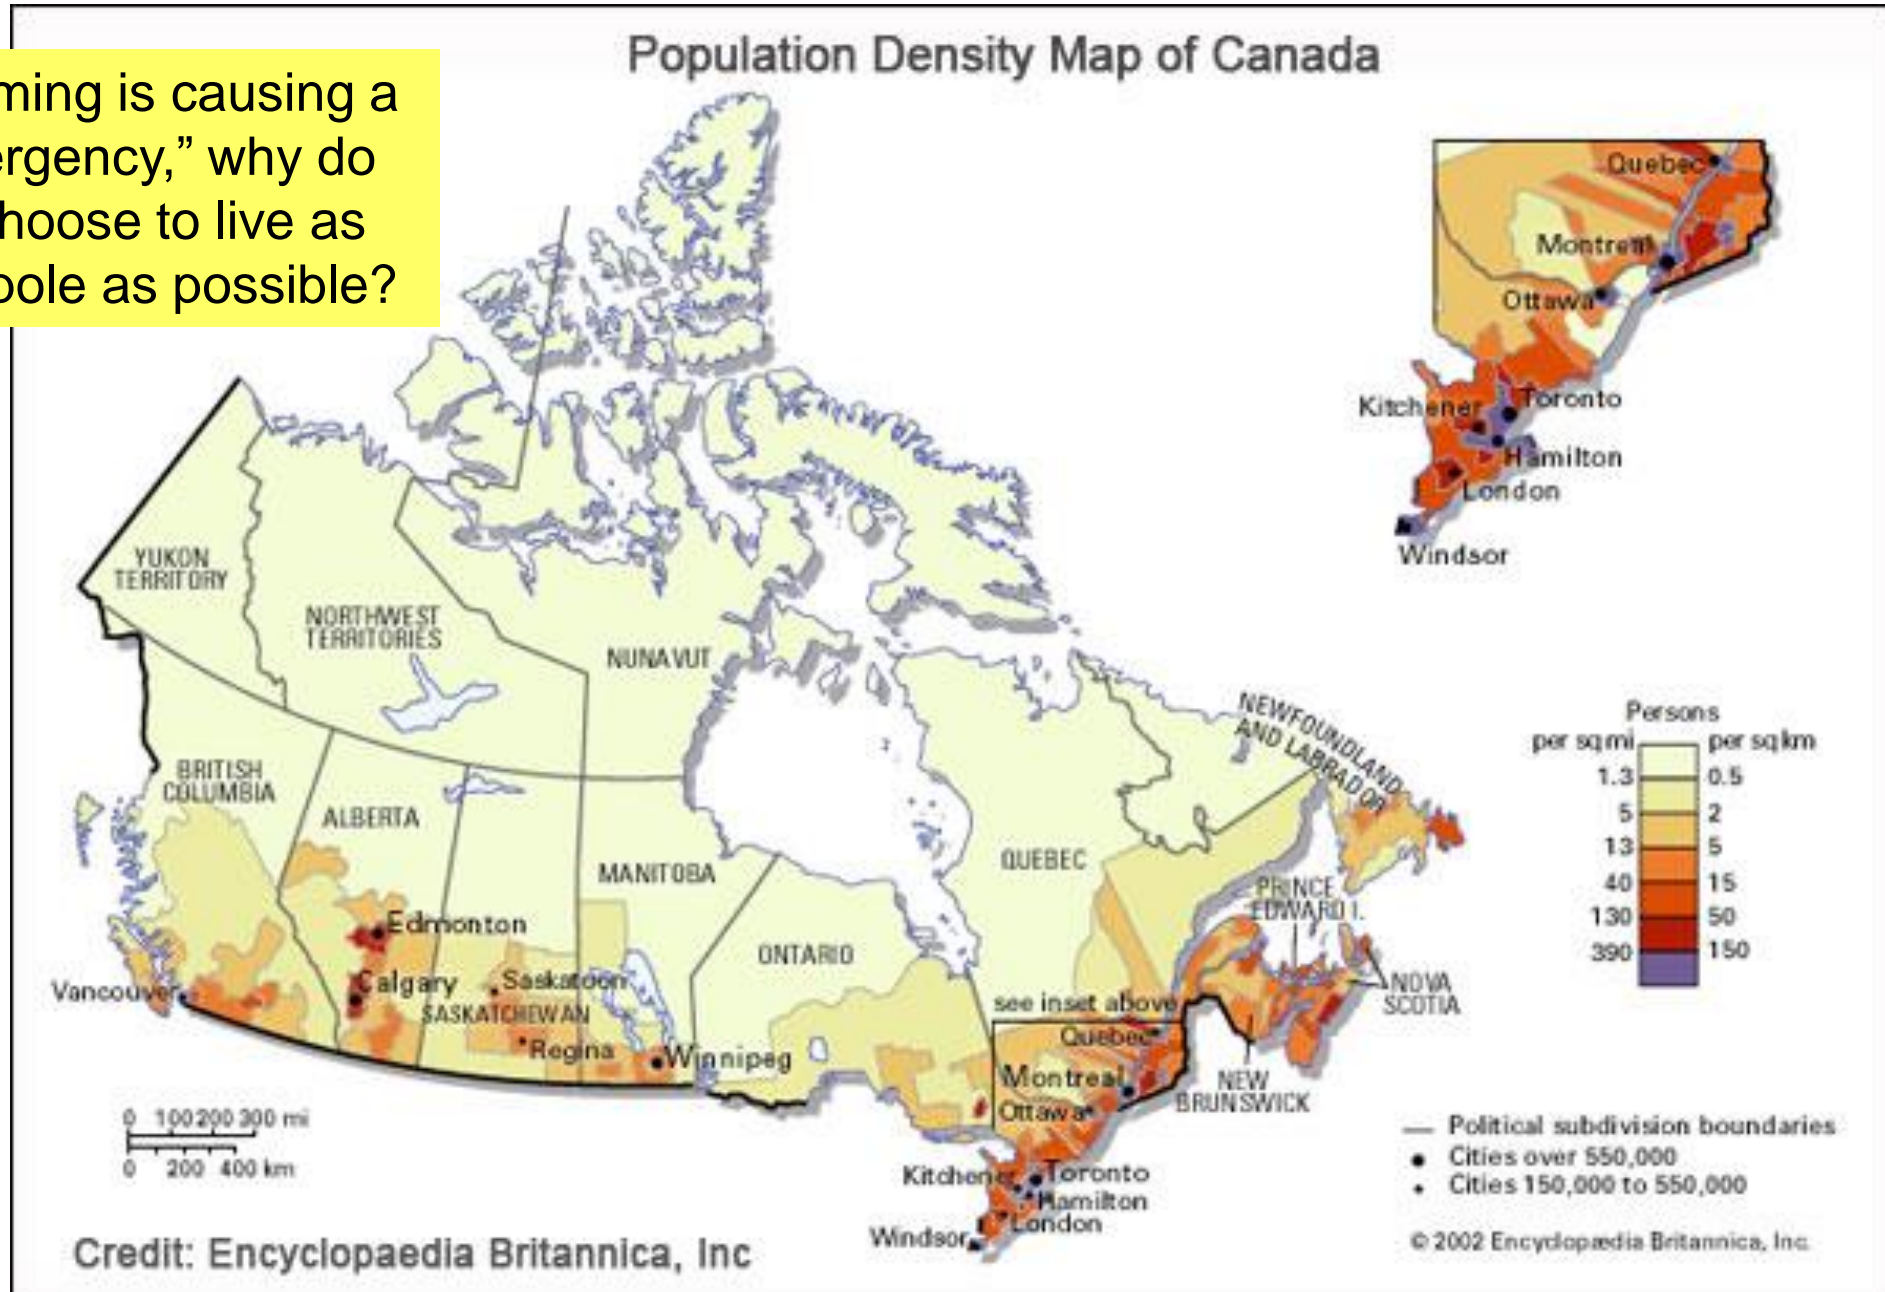 Population Density Map of Canada
ming is causing a
ergency,” why do
hoose to live as
pole as possible?
Quebec
Montreal
Ottawa
Kitchener
Toronto
Hamilton
London
Windsor
YUKON
TERRITORY
NORTHWEST
TERRITORIES
NUNAVUT
BRITISH
COLUMBIA
ALBERTA
MANITOBA
QUEBEC
NEWFOUNDLAND
AND LABRADOR
PRINCE
EDWARD I.
Edmonton
Calgary
Saskatoon
SASKATCHEWAN
Regina
Winnipeg
Vancouver
ONTARIO
see inset above
Quebec
Montreal
Ottawa
NEW
BRUNSWICK
NOVA
SCOTIA
Kitchener
Toronto
Hamilton
London
Windsor
Persons
per sq mi per sq km
1.3 0.5
5 2
13 5
40 15
130 50
390 150
0 100 200 300 mi
0 200 400 km
Political subdivision boundaries
Cities over 550,000
Cities 150,000 to 550,000
© 2002 Encyclopædia Britannica, Inc.
Credit: Encyclopaedia Britannica, Inc